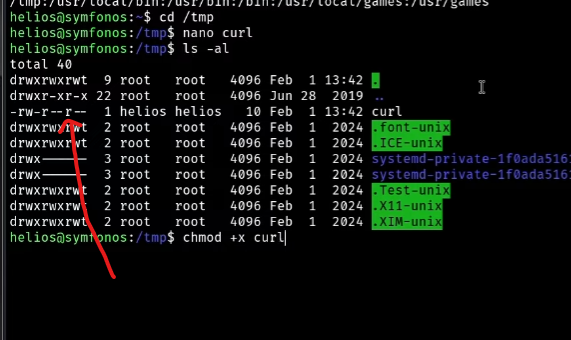 /tmp:/usr/local/bin:/usr/bin:/bin:/usr/local/games:/usr/games
helios@symfonos:~$ cd /tmp
helios@symfonos:/tmp$ nano curl
helios@symfonos:/tmp$ ls -al
total 40
drwxrwxrwt  9 root   root   4096 Feb  1 13:42 .
drwxr-xr-x 22 root   root   4096 Jun 28  2019 ..
-rw-r--r--  1 helios helios   10 Feb  1 13:42 curl
drwxrwxrwt  2 root   root   4096 Feb  1  2024 .font-unix
drwxrwxrwt  2 root   root   4096 Feb  1  2024 .ICE-unix
drwx------  3 root   root   4096 Feb  1  2024 systemd-private-1f0ada5161
drwx------  3 root   root   4096 Feb  1  2024 systemd-private-1f0ada5161
drwxrwxrwt  2 root   root   4096 Feb  1  2024 .Test-unix
drwxrwxrwt  2 root   root   4096 Feb  1  2024 .X11-unix
drwxrwxrwt  2 root   root   4096 Feb  1  2024 .XIM-unix
helios@symfonos:/tmp$ chmod +x curl